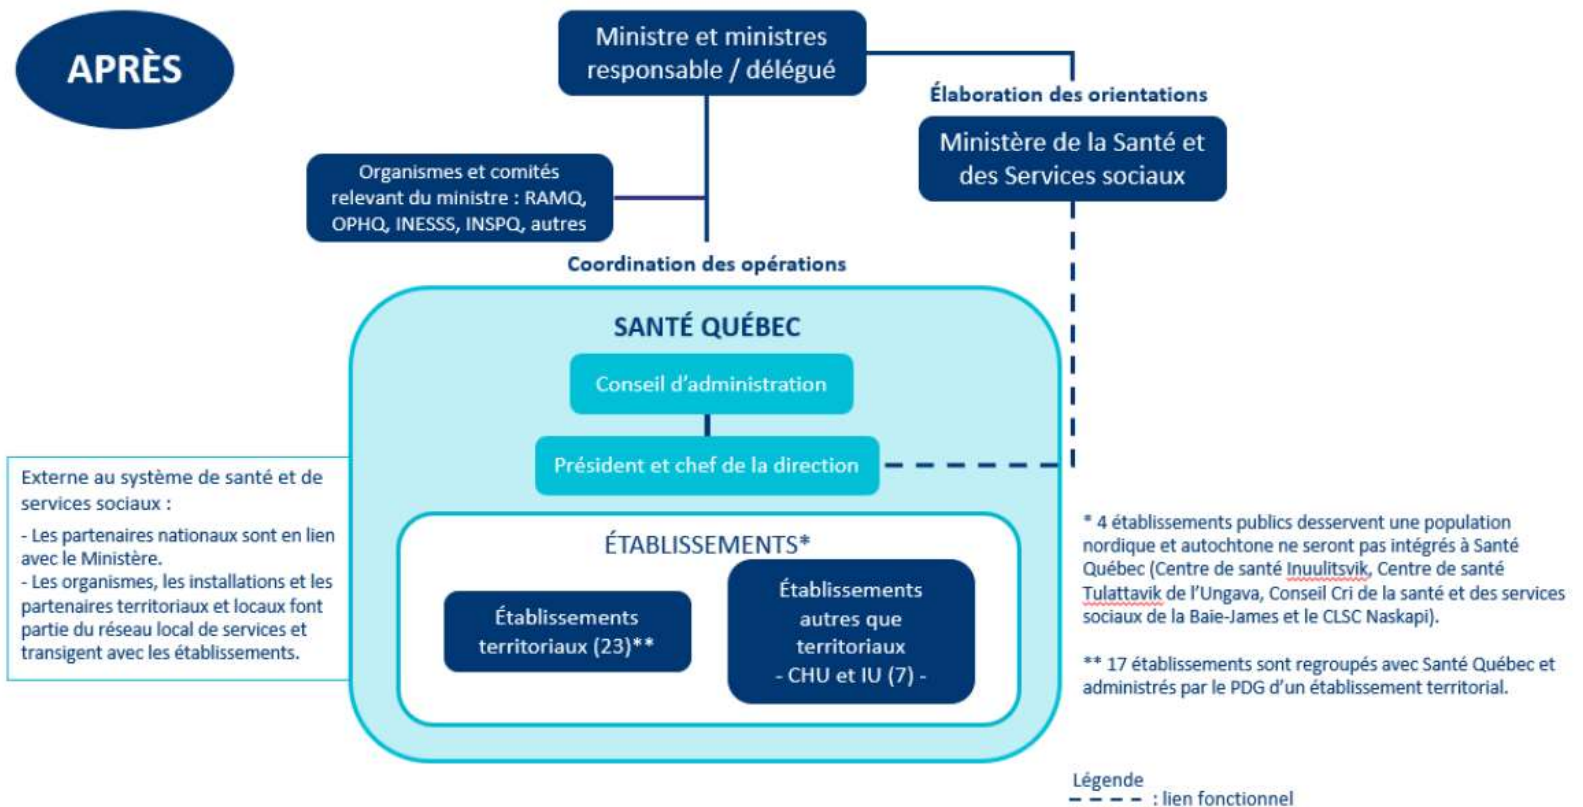 APRÈS
Ministre et ministres
responsable / délégué
Élaboration des orientations
Ministère de la Santé et
des Services sociaux
Organismes et comités
relevant du ministre : RAMQ,
OPHQ, INESSS, INSPQ, autres
Coordination des opérations
SANTÉ QUÉBEC
Conseil d'administration
Président et chef de la direction
Externe au système de santé et de
services sociaux :
- Les partenaires nationaux sont en lien
avec le Ministère.
- Les organismes, les installations et les
partenaires territoriaux et locaux font
partie du réseau local de services et
transigent avec les établissements.
ÉTABLISSEMENTS*
Établissements
territoriaux (23)**
Établissements
autres que
territoriaux
- CHU et IU (7) -
* 4 établissements publics desservent une population
nordique et autochtone ne seront pas intégrés à Santé
Québec (Centre de santé Inuulitsvik, Centre de santé
Tulattavik de l'Ungava, Conseil Cri de la santé et des services
sociaux de la Baie-James et le CLSC Naskapi).
** 17 établissements sont regroupés avec Santé Québec et
administrés par le PDG d'un établissement territorial.
Légende
: lien fonctionnel